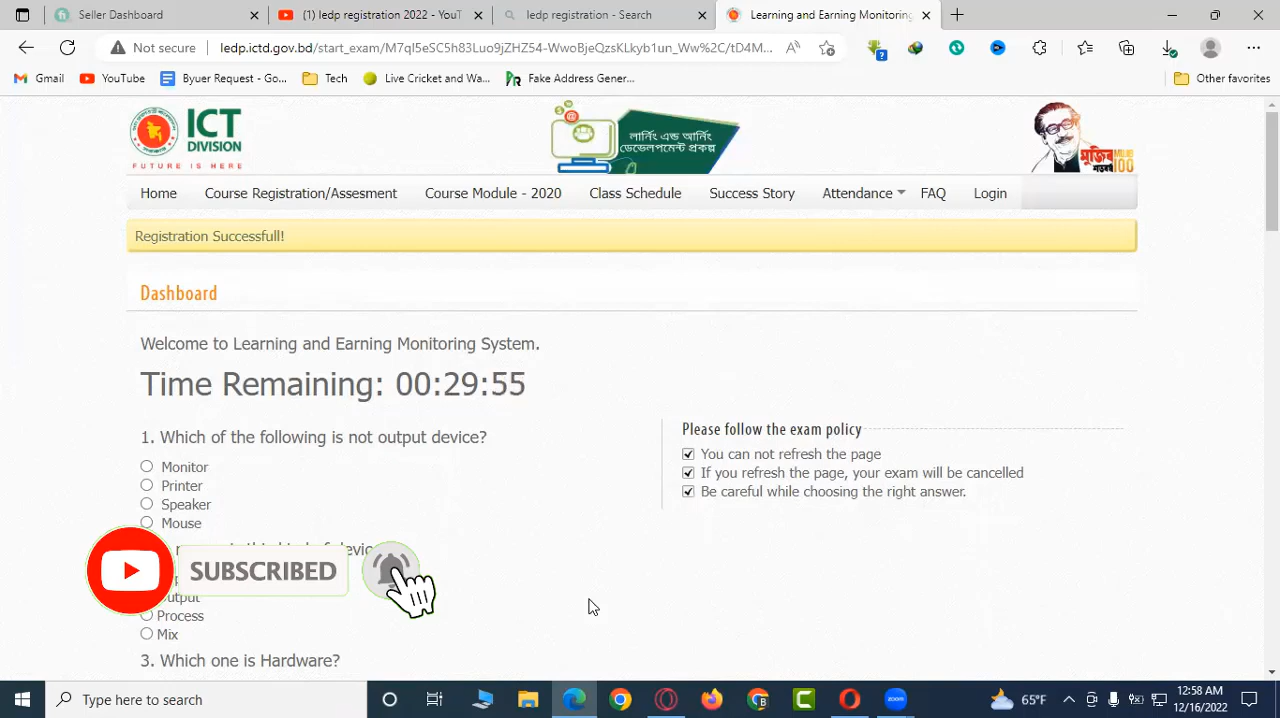 Seller Dashboard
(1) ledp registration 2022 - YouT
ledp registration - Search
Learning and Earning Monitoring
Not secure
ledp.ictd.gov.bd/start_exam/M7ql5eSC5h83Luo9jZHZ54-WwoBjeQzsKLkyb1un_Ww%2C/tD4M...
Gmail
YouTube
Byuer Request - Go...
Tech
Live Cricket and Wa...
Fake Address Gener...
Other favorites
ICT
DIVISION
FUTURE IS HERE
লার্নিং এন্ড আর্নিং
ডেভেলপমেন্ট প্রকল্প
মুজিব
শতবর্ষ
100
Home
Course Registration/Assesment
Course Module - 2020
Class Schedule
Success Story
Attendance
FAQ
Login
Registration Successfull!
Dashboard
Welcome to Learning and Earning Monitoring System.
Time Remaining: 00:29:55
1. Which of the following is not output device?
Monitor
Printer
Speaker
Mouse
Please follow the exam policy
You can not refresh the page
If you refresh the page, your exam will be cancelled
Be careful while choosing the right answer.
SUBSCRIBED
Process
Mix
3. Which one is Hardware?
Type here to search
zoom
65°F
12:58 AM
12/16/2022